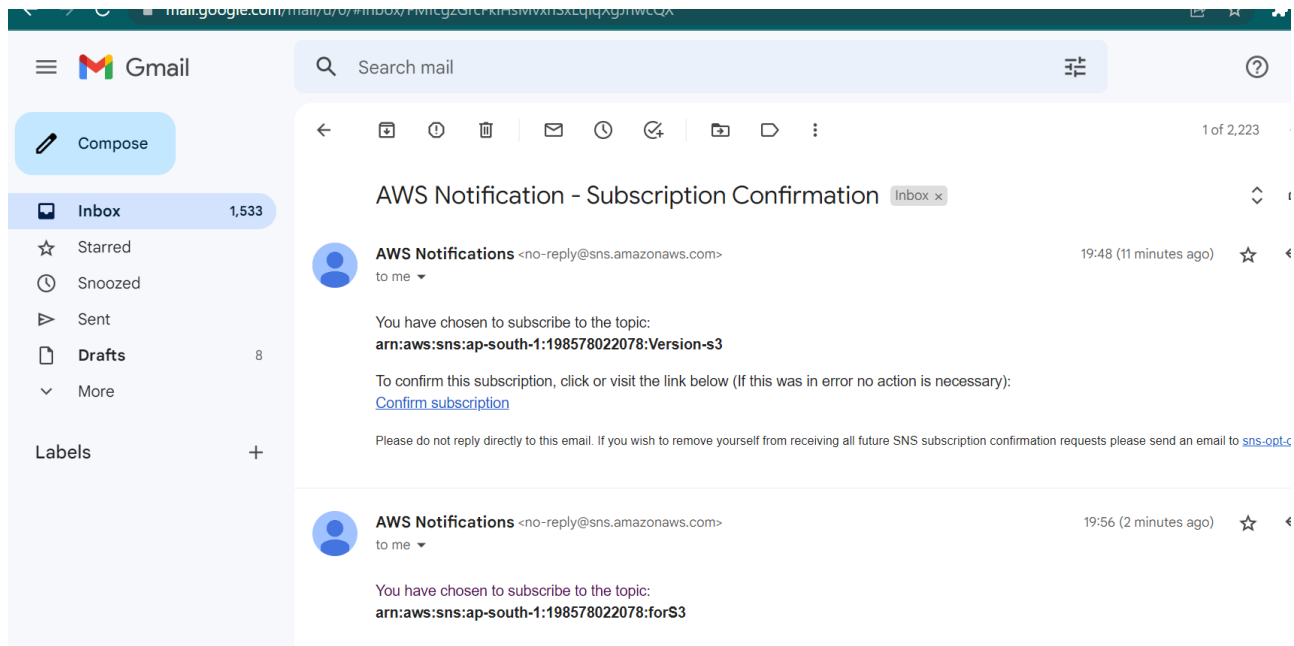 Gmail
Search mail
Compose
1 of 2,223
AWS Notification - Subscription Confirmation Inbox ×
Inbox 1,533
Starred
Snoozed
Sent
Drafts 8
More
Labels +
AWS Notifications <no-reply@sns.amazonaws.com> 19:48 (11 minutes ago)
to me
You have chosen to subscribe to the topic:
arn:aws:sns:ap-south-1:198578022078:Version-s3
To confirm this subscription, click or visit the link below (If this was in error no action is necessary):
Confirm subscription
Please do not reply directly to this email. If you wish to remove yourself from receiving all future SNS subscription confirmation requests please send an email to sns-opt-
AWS Notifications <no-reply@sns.amazonaws.com> 19:56 (2 minutes ago)
to me
You have chosen to subscribe to the topic:
arn:aws:sns:ap-south-1:198578022078:forS3